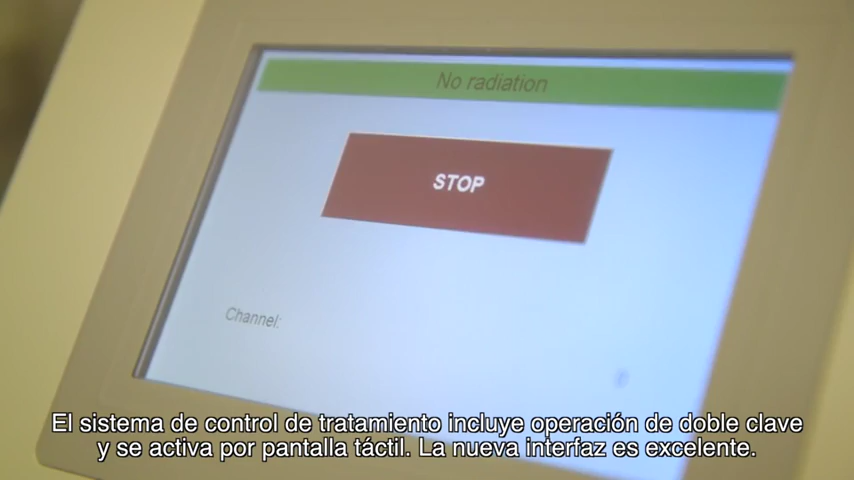 No radiation
STOP
Channel:
El sistema de control de tratamiento incluye operación de doble clave
y se activa por pantalla táctil. La nueva interfaz es excelente.